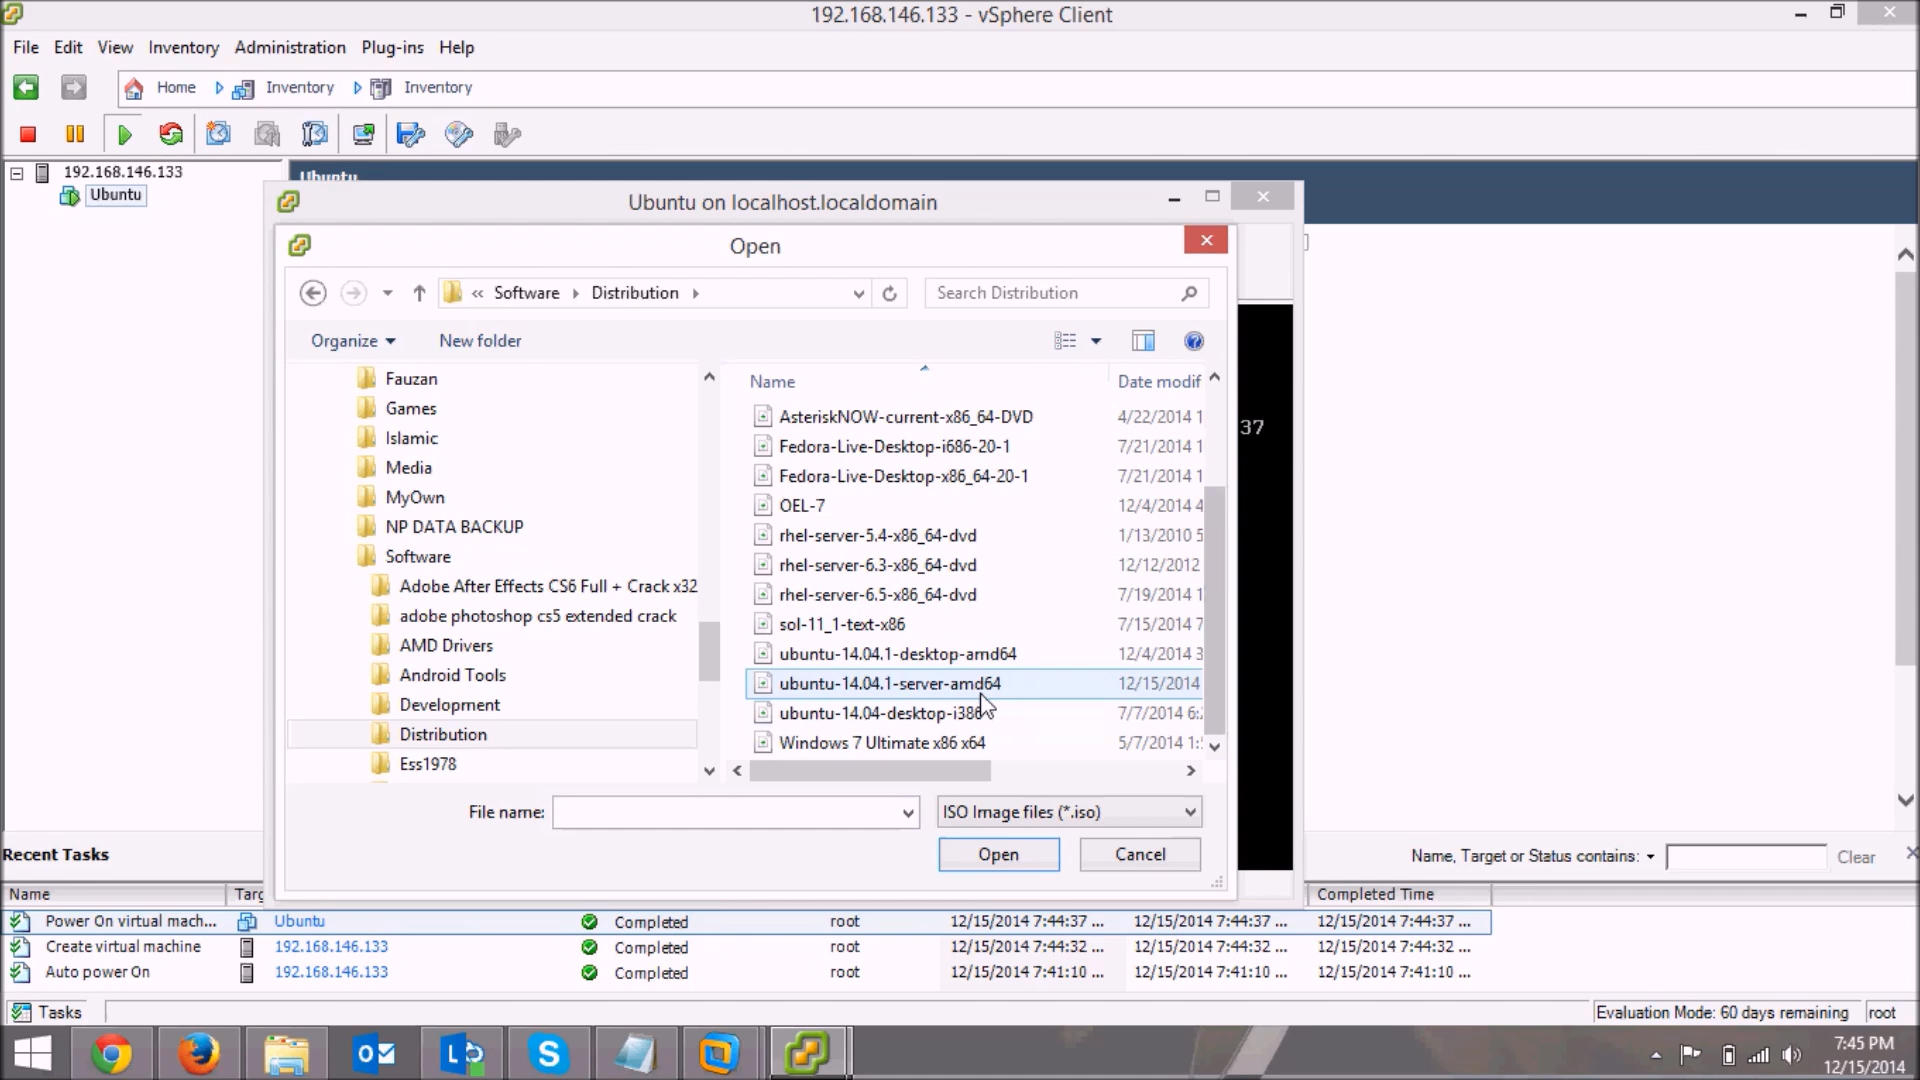 192.168.146.133 - vSphere Client
File Edit View Inventory Administration Plug-ins Help
Home Inventory Inventory
192.168.146.133
Ubuntu
Ubuntu
Ubuntu on localhost.localdomain
Open
« Software Distribution
Search Distribution
Organize New folder
Fauzan
Games
Islamic
Media
MyOwn
NP DATA BACKUP
Software
Adobe After Effects CS6 Full + Crack x32
adobe photoshop cs5 extended crack
AMD Drivers
Android Tools
Development
Distribution
Ess1978
Name Date modif
AsteriskNOW-current-x86_64-DVD 4/22/2014 1
Fedora-Live-Desktop-i686-20-1 7/21/2014 1
Fedora-Live-Desktop-x86_64-20-1 7/21/2014 1
OEL-7 12/4/2014 4
rhel-server-5.4-x86_64-dvd 1/13/2010 5
rhel-server-6.3-x86_64-dvd 12/12/2012
rhel-server-6.5-x86_64-dvd 7/19/2014 1
sol-11_1-text-x86 7/15/2014 7
ubuntu-14.04.1-desktop-amd64 12/4/2014 3
ubuntu-14.04.1-server-amd64 12/15/2014
ubuntu-14.04-desktop-i386 7/7/2014 6:
Windows 7 Ultimate x86 x64 5/7/2014 1:
37
File name: ISO Image files (*.iso)
Open Cancel
Recent Tasks
Name, Target or Status contains: Clear
Name Targ Completed Time
Power On virtual mach... Ubuntu Completed root 12/15/2014 7:44:37 ... 12/15/2014 7:44:37 ... 12/15/2014 7:44:37 ...
Create virtual machine 192.168.146.133 Completed root 12/15/2014 7:44:32 ... 12/15/2014 7:44:32 ... 12/15/2014 7:44:32 ...
Auto power On 192.168.146.133 Completed root 12/15/2014 7:41:10 ... 12/15/2014 7:41:10 ... 12/15/2014 7:41:10 ...
Tasks Evaluation Mode: 60 days remaining root
7:45 PM
12/15/2014